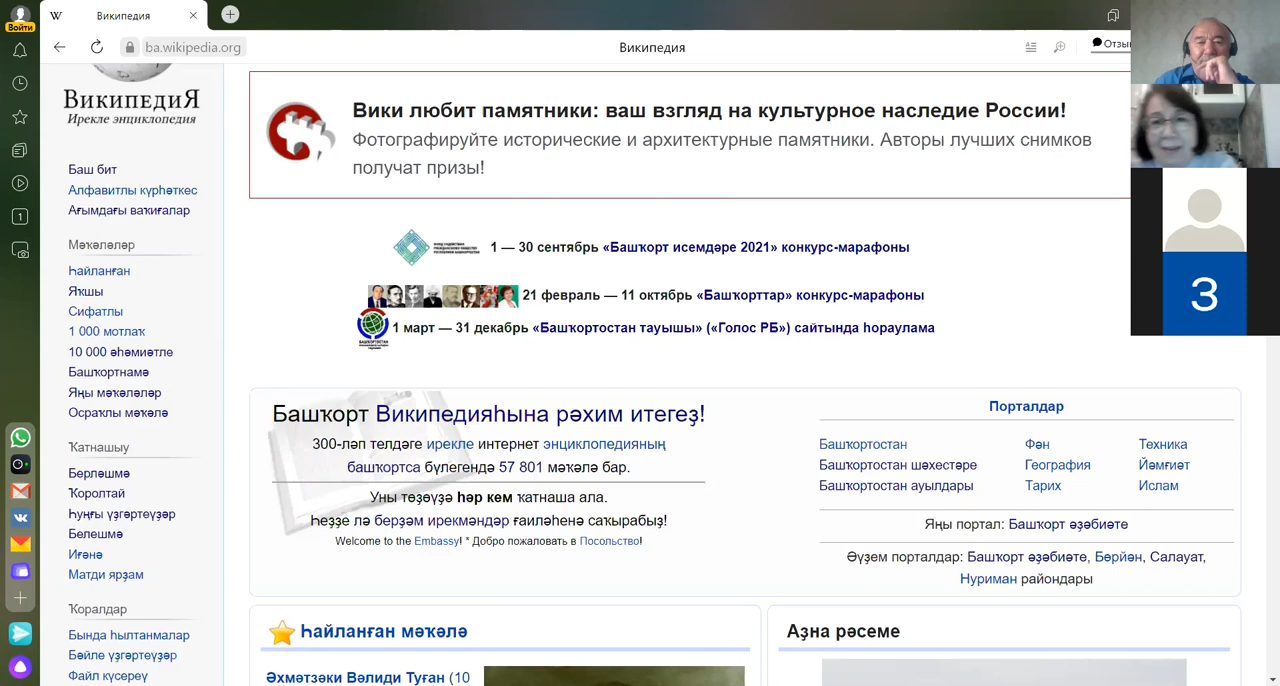 Войти
W Википедия
ba.wikipedia.org
Википедия
Отзы
ВикипедиЯ
Ирекле энциклопедия
Баш бит
Алфавитлы күрһәткес
Ағымдағы ваҡиғалар
Мәҡәләләр
Һайланған
Яҡшы
Сифатлы
1 000 мотлаҡ
10 000 әһәмиәтле
Башҡортнамә
Яңы мәҡәләләр
Осраҡлы мәҡәлә
Ҡатнашыу
Берләшмә
Ҡоролтай
Һуңғы үҙгәртеүҙәр
Белешмә
Иғәнә
Матди ярҙам
Ҡоралдар
Бында һылтанмалар
Бәйле үҙгәртеүҙәр
Файл күсереү
Вики любит памятники: ваш взгляд на культурное наследие России!
Фотографируйте исторические и архитектурные памятники. Авторы лучших снимков
получат призы!
1 — 30 сентябрь «Башҡорт исемдәре 2021» конкурс-марафоны
21 февраль — 11 октябрь «Башҡорттар» конкурс-марафоны
1 март — 31 декабрь «Башҡортостан тауышы» («Голос РБ») сайтында һораулама
Башҡорт Википедияһына рәхим итегеҙ!
300-ләп телдәге ирекле интернет энциклопедияның
башҡортса бүлегендә 57 801 мәҡәлә бар.
Уны төҙөүҙә һәр кем ҡатнаша ала.
Һеҙҙе лә берҙәм ирекмәндәр ғаиләһенә саҡырабыҙ!
Welcome to the Embassy! * Добро пожаловать в Посольство!
Порталдар
Башҡортостан Фән Техника
Башҡортостан шәхестәре География Йәмғиәт
Башҡортостан ауылдары Тарих Ислам
Яңы портал: Башҡорт әҙәбиәте
Әүҙем порталдар: Башҡорт әҙәбиәте, Бөрйән, Салауат,
Нуриман райондары
Һайланған мәҡәлә
Әхмәтзәки Вәлиди Туған (10
Аҙна рәсеме
З
1